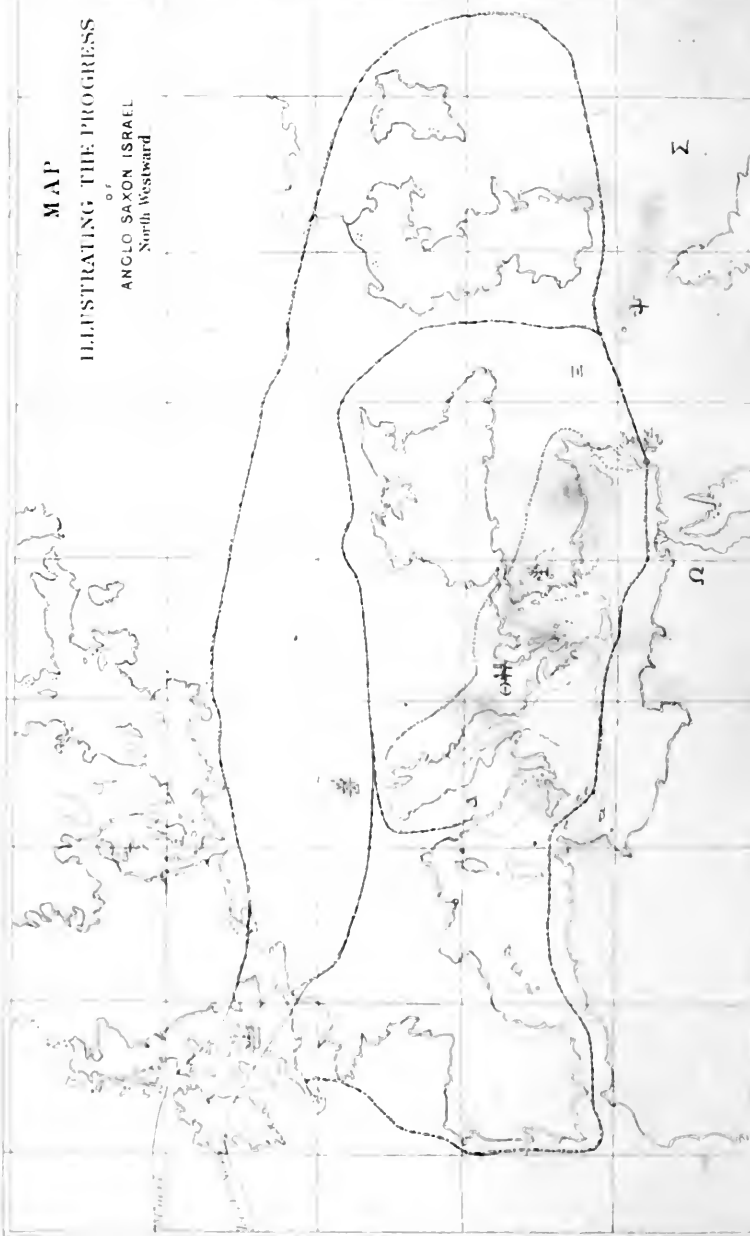 MAP
ILLUSTRATING THE PROGRESS
OF
ANGLO SAXON ISRAEL
North Westward
Σ
Ω